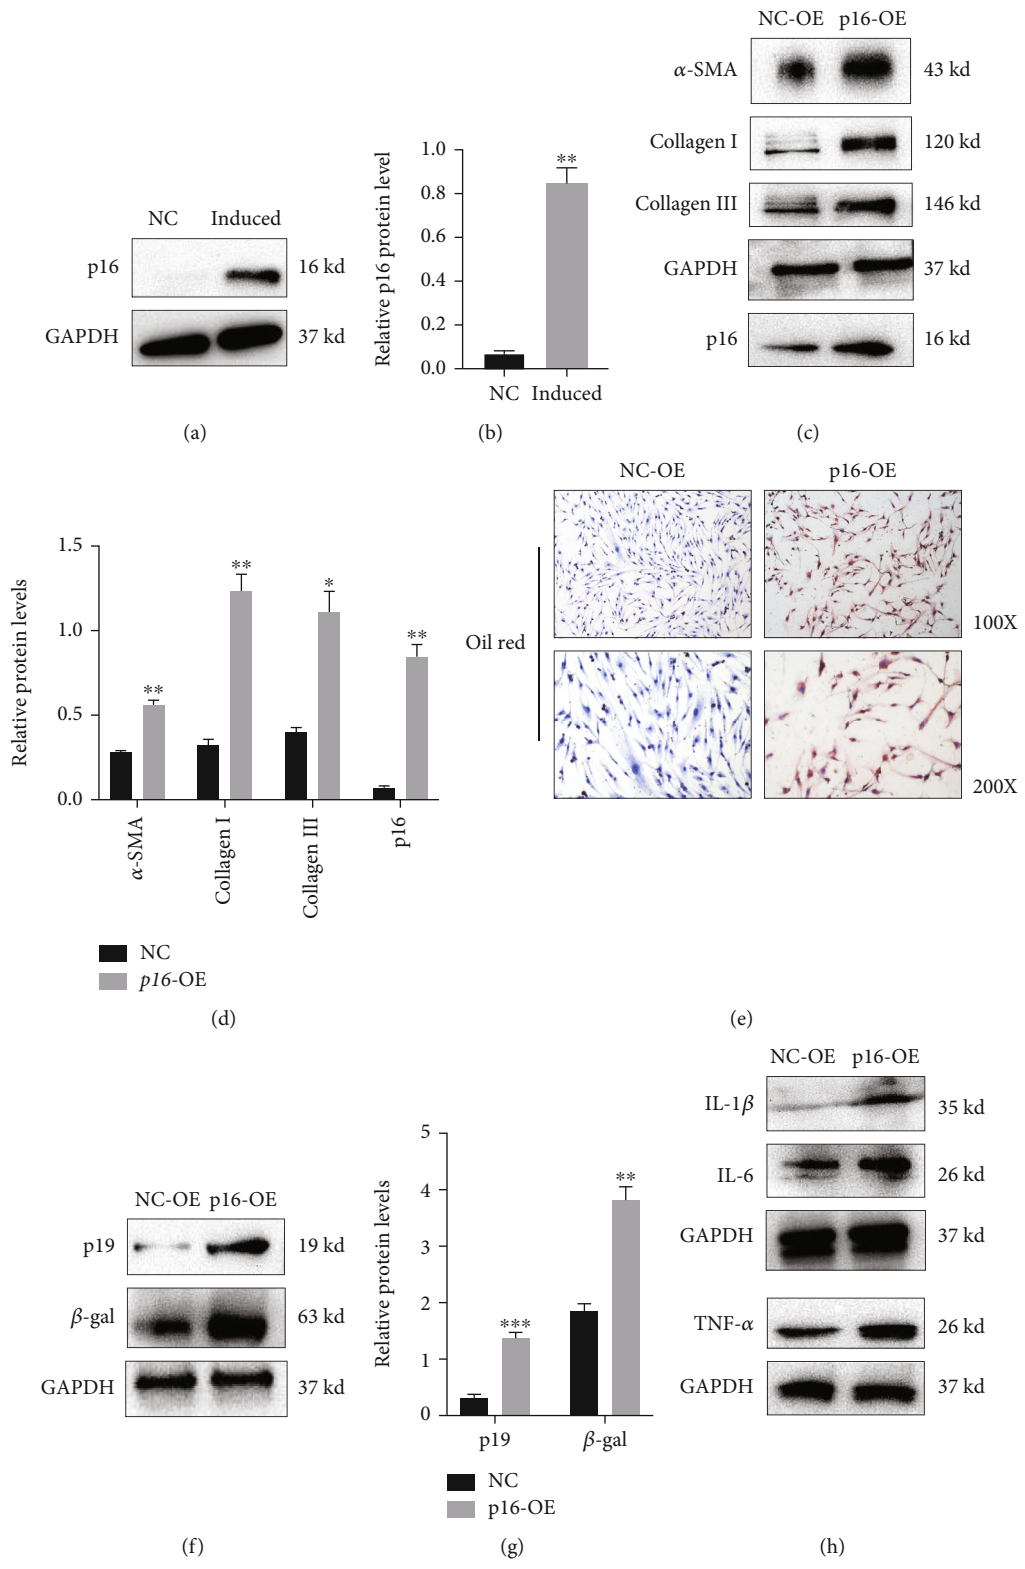 NC Induced
p16 16 kd
GAPDH 37 kd
(a)
Relative p16 protein level
1.0
0.8
0.6
0.4
0.2
0.0
**
NC Induced
(b)
NC-OE p16-OE
α-SMA 43 kd
Collagen I 120 kd
Collagen III 146 kd
GAPDH 37 kd
p16 16 kd
(c)
Relative protein levels
1.5
1.0
0.5
0.0
**
**
*
**
α-SMA
Collagen I
Collagen III
p16
NC
p16-OE
(d)
NC-OE p16-OE
Oil red
100X
200X
(e)
NC-OE p16-OE
p19 19 kd
β-gal 63 kd
GAPDH 37 kd
(f)
Relative protein levels
5
4
3
2
1
0
***
**
p19 β-gal
NC
p16-OE
(g)
NC-OE p16-OE
IL-1β 35 kd
IL-6 26 kd
GAPDH 37 kd
TNF-α 26 kd
GAPDH 37 kd
(h)